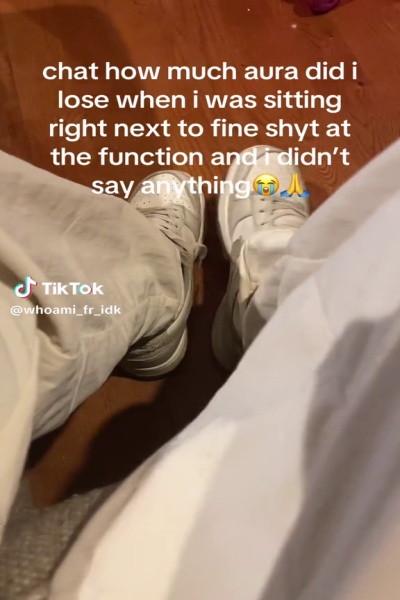 chat how much aura did i
lose when i was sitting
right next to fine shyt at
the function and i didn't
say anything😭🙏
TikTok
@whoami_fr_idk